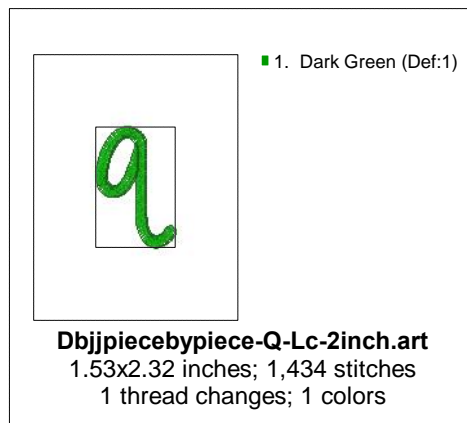 1. Dark Green (Def:1)
q
Dbjjpiecebypiece-Q-Lc-2inch.art
1.53x2.32 inches; 1,434 stitches
1 thread changes; 1 colors